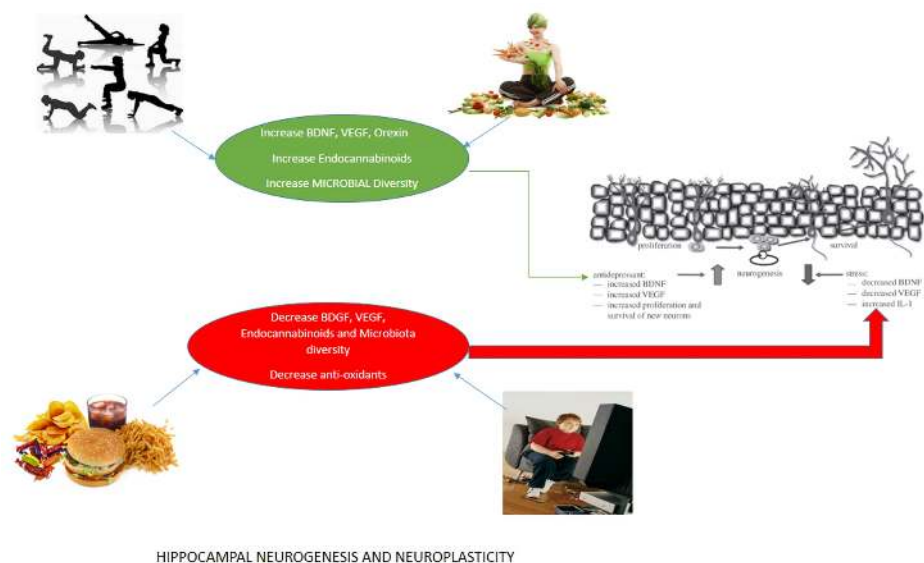 Increase BDNF, VEGF, Orexin
Increase Endocannabinoids
Increase MICROBIAL Diversity
proliferation
survival
antidepressant:
neurogenesis
stress:
— increased BDNF
— increased VEGF
— increased proliferation and
survival of new neurons
— decreased BDNF
— decreased VEGF
— increased IL-1
Decrease BDGF, VEGF,
Endocannabinoids and Microbiota
diversity
Decrease anti-oxidants
HIPPOCAMPAL NEUROGENESIS AND NEUROPLASTICITY